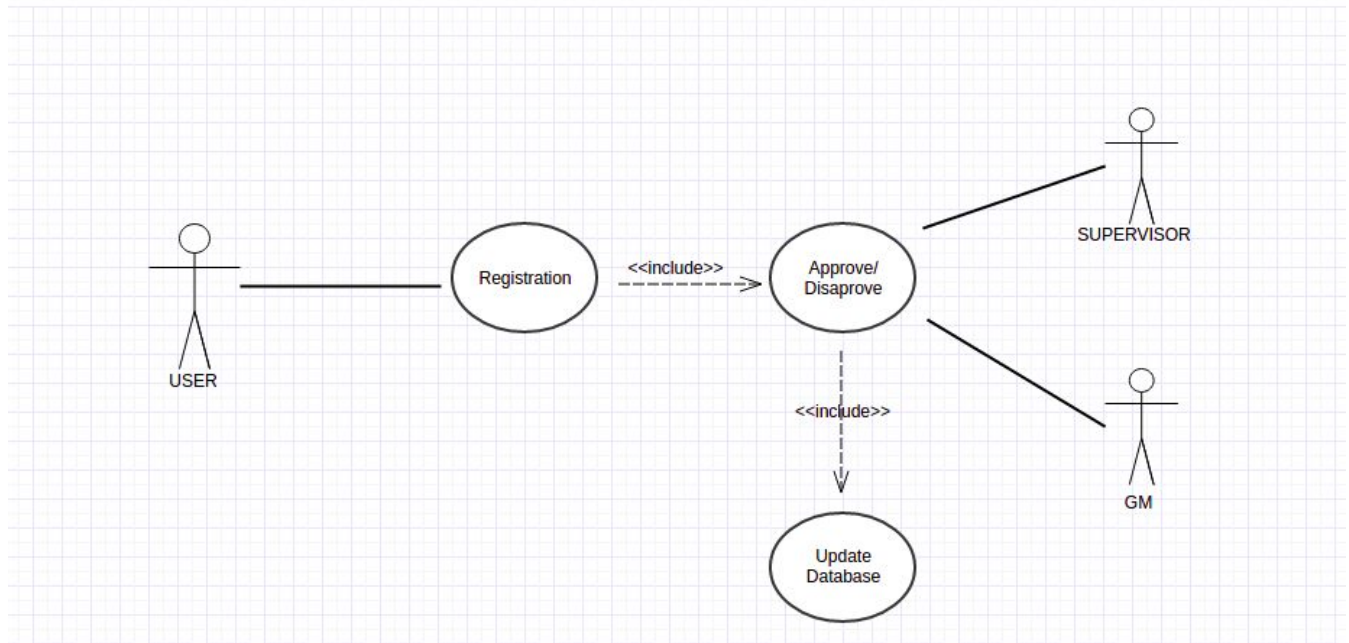 USER
Registration
<<include>>
Approve/
Disaprove
SUPERVISOR
<<include>>
GM
Update
Database